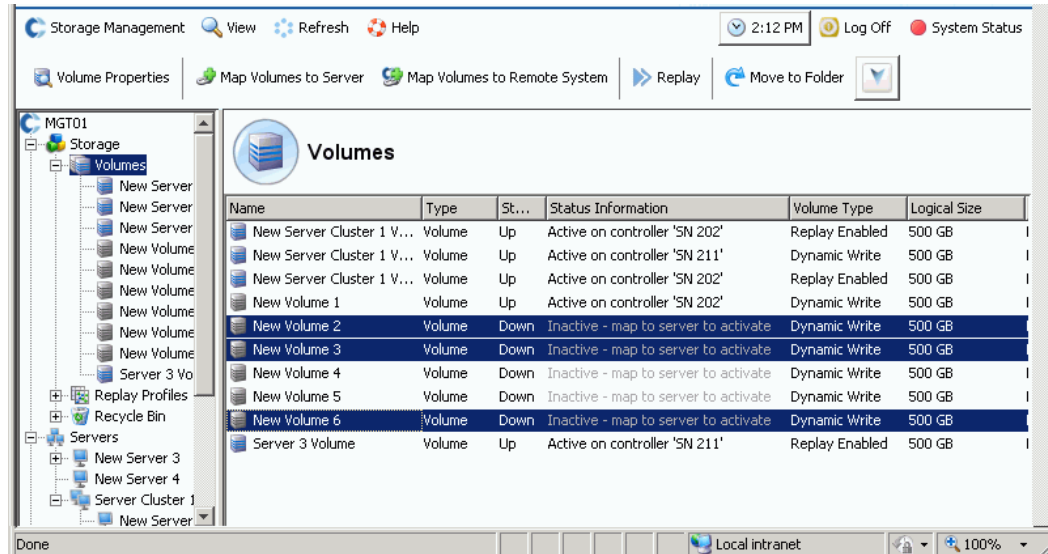 Storage Management View Refresh Help 2:12 PM Log Off System Status
Volume Properties Map Volumes to Server Map Volumes to Remote System Replay Move to Folder
MGT01
Storage
Volumes
New Server
New Server
New Server
New Volume
New Volume
New Volume
New Volume
New Volume
New Volume
Server 3 Vo
Replay Profiles
Recycle Bin
Servers
New Server 3
New Server 4
Server Cluster 1
New Server
Volumes
Name Type St... Status Information Volume Type Logical Size
New Server Cluster 1 V... Volume Up Active on controller 'SN 202' Replay Enabled 500 GB
New Server Cluster 1 V... Volume Up Active on controller 'SN 211' Dynamic Write 500 GB
New Server Cluster 1 V... Volume Up Active on controller 'SN 202' Replay Enabled 500 GB
New Volume 1 Volume Up Active on controller 'SN 202' Dynamic Write 500 GB
New Volume 2 Volume Down Inactive - map to server to activate Dynamic Write 500 GB
New Volume 3 Volume Down Inactive - map to server to activate Dynamic Write 500 GB
New Volume 4 Volume Down Inactive - map to server to activate Dynamic Write 500 GB
New Volume 5 Volume Down Inactive - map to server to activate Dynamic Write 500 GB
New Volume 6 Volume Down Inactive - map to server to activate Dynamic Write 500 GB
Server 3 Volume Volume Up Active on controller 'SN 211' Replay Enabled 500 GB
Done Local intranet 100%